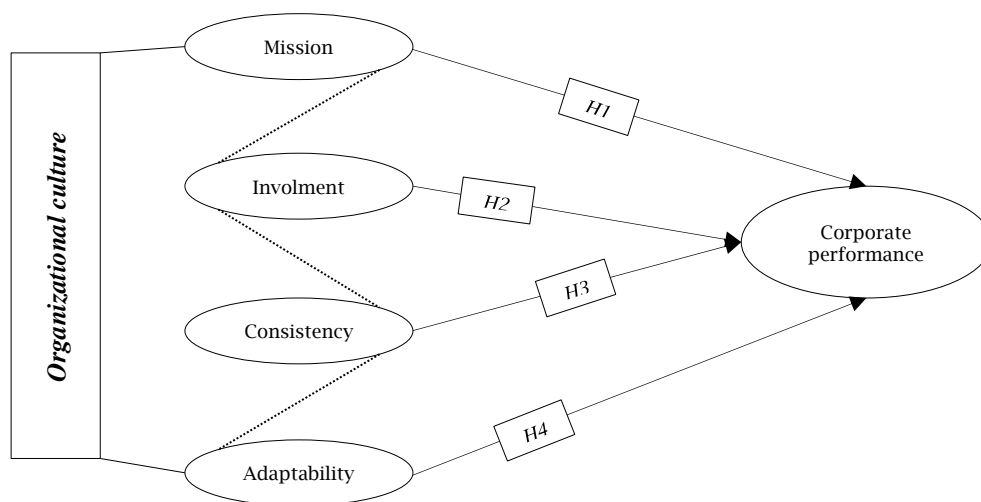 Organizational culture
Mission
H1
Involment
H2
Corporate
performance
Consistency
H3
Adaptability
H4